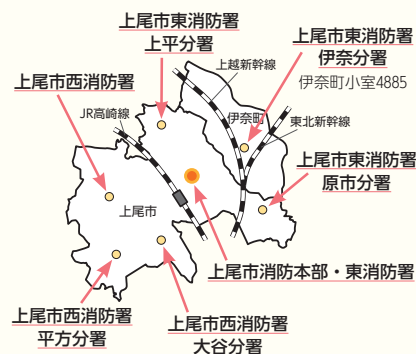 上尾市東消防署
上平分署
上尾市東消防署
伊奈分署
伊奈町小室4885
上越新幹線
上尾市西消防署
JR高崎線
伊奈町
東北新幹線
上尾市東消防署
原市分署
上尾市
上尾市消防本部・東消防署
上尾市西消防署
平方分署
上尾市西消防署
大谷分署